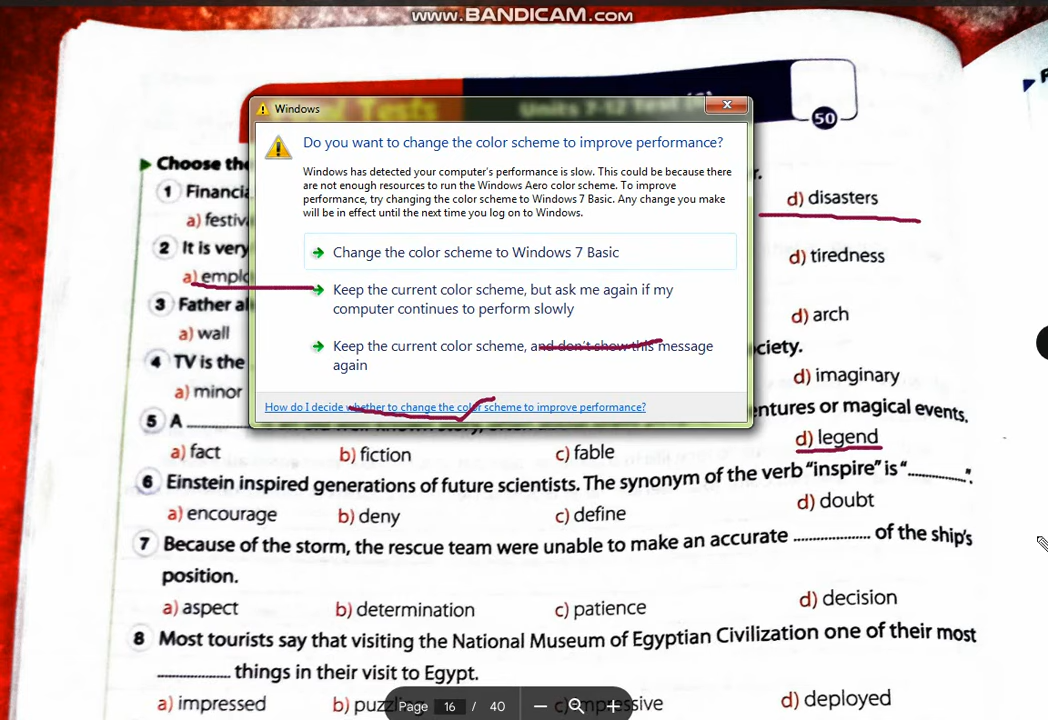 www.BANDICAM.com
Units 7-12 Test
50
Windows
Do you want to change the color scheme to improve performance?
Windows has detected your computer's performance is slow. This could be because there
are not enough resources to run the Windows Aero color scheme. To improve
performance, try changing the color scheme to Windows 7 Basic. Any change you make
will be in effect until the next time you log on to Windows.
Change the color scheme to Windows 7 Basic
Keep the current color scheme, but ask me again if my
computer continues to perform slowly
Keep the current color scheme, and don't show this message
again
How do I decide whether to change the color scheme to improve performance?
Choose the
1 Financia
a) festiv d) disasters
2 It is very
a) emplo d) tiredness
3 Father al
a) wall d) arch
4 TV is the ciety.
a) minor d) imaginary
5 A entures or magical events.
a) fact b) fiction c) fable d) legend
6 Einstein inspired generations of future scientists. The synonym of the verb "inspire" is "............".
a) encourage b) deny c) define d) doubt
7 Because of the storm, the rescue team were unable to make an accurate .................... of the ship's
position.
a) aspect b) determination c) patience d) decision
8 Most tourists say that visiting the National Museum of Egyptian Civilization one of their most
.................... things in their visit to Egypt.
a) impressed b) puz c) impressive d) deployed
Page 16 / 40